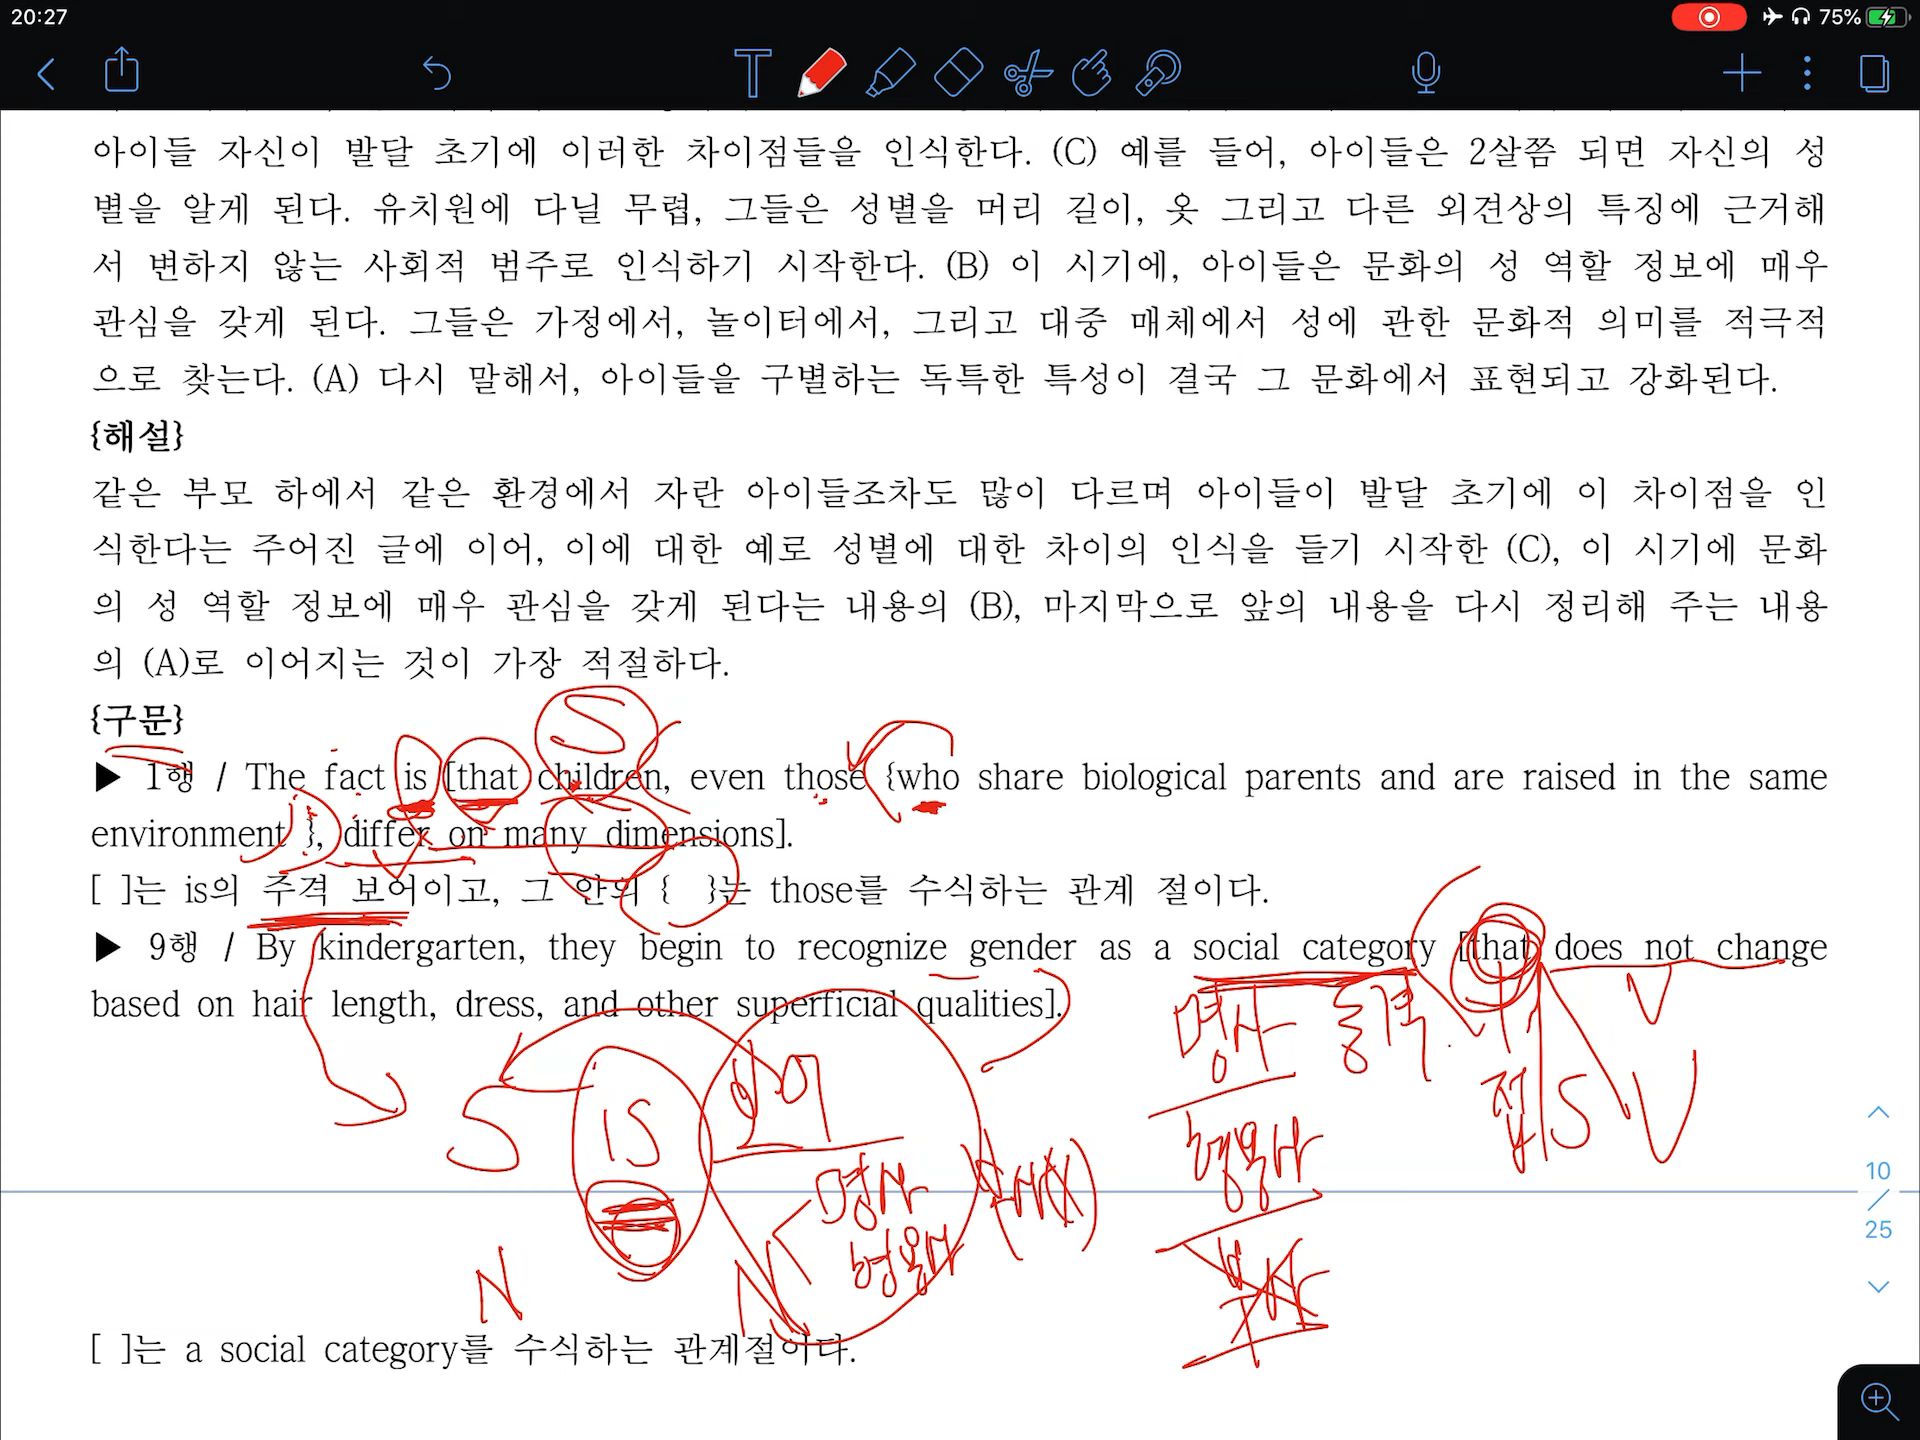 20:27
75%
아이들 자신이 발달 초기에 이러한 차이점들을 인식한다. (C) 예를 들어, 아이들은 2살쯤 되면 자신의 성
별을 알게 된다. 유치원에 다닐 무렵, 그들은 성별을 머리 길이, 옷 그리고 다른 외견상의 특징에 근거해
서 변하지 않는 사회적 범주로 인식하기 시작한다. (B) 이 시기에, 아이들은 문화의 성 역할 정보에 매우
관심을 갖게 된다. 그들은 가정에서, 놀이터에서, 그리고 대중 매체에서 성에 관한 문화적 의미를 적극적
으로 찾는다. (A) 다시 말해서, 아이들을 구별하는 독특한 특성이 결국 그 문화에서 표현되고 강화된다.
{해설}
같은 부모 하에서 같은 환경에서 자란 아이들조차도 많이 다르며 아이들이 발달 초기에 이 차이점을 인
식한다는 주어진 글에 이어, 이에 대한 예로 성별에 대한 차이의 인식을 들기 시작한 (C), 이 시기에 문화
의 성 역할 정보에 매우 관심을 갖게 된다는 내용의 (B), 마지막으로 앞의 내용을 다시 정리해 주는 내용
의 (A)로 이어지는 것이 가장 적절하다.
{구문}
S
▶ 1행 / The fact is [that children, even those {who share biological parents and are raised in the same
environment }, differ on many dimensions].
V
[ ]는 is의 주격 보어이고, 그 안의 { }는 those를 수식하는 관계 절이다.
▶ 9행 / By kindergarten, they begin to recognize gender as a social category [that does not change
based on hair length, dress, and other superficial qualities].
명사 동격 V
S IS 보어 접 S V
명사 형용사
형용사
부사
N N
[ ]는 a social category를 수식하는 관계절이다.
10
/
25